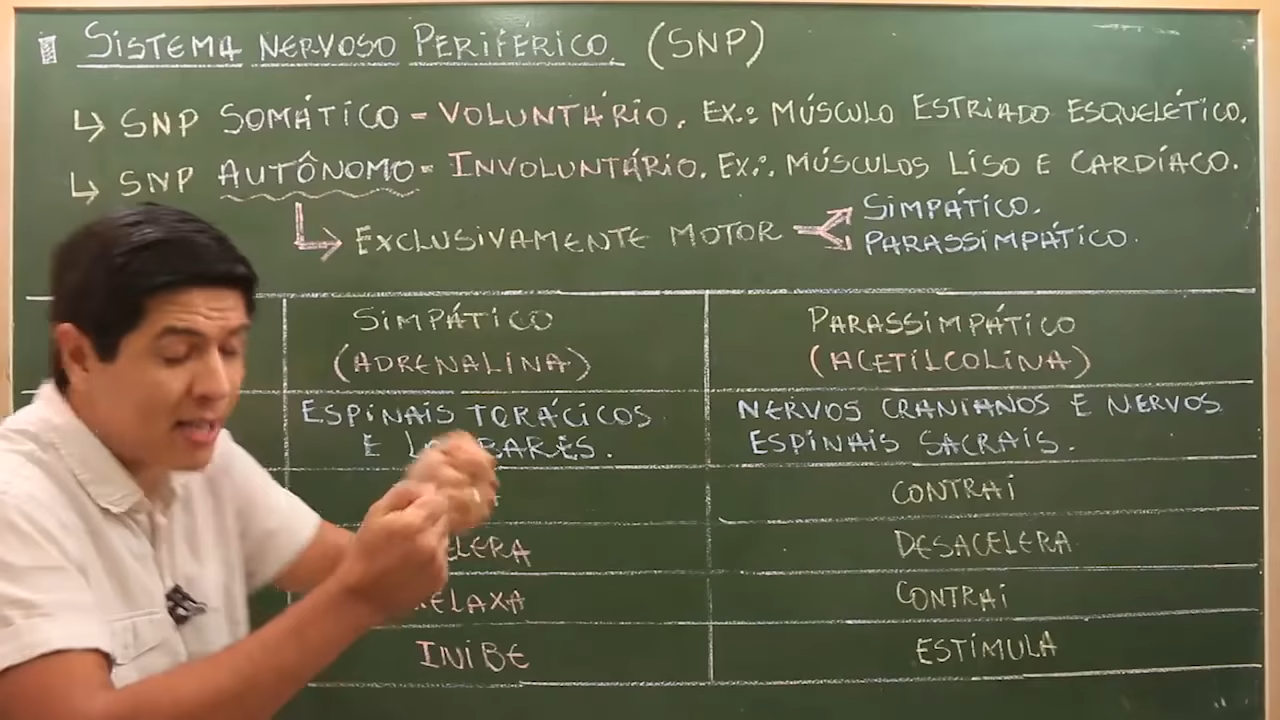 SISTEMA NERVOSO PERIFÉRICO (SNP)
↳ SNP SOMÁTICO = VOLUNTÁRIO. EX.: MÚSCULO ESTRIADO ESQUELÉTICO.
↳ SNP AUTÔNOMO = INVOLUNTÁRIO. EX.: MÚSCULOS LISO E CARDÍACO.
EXCLUSIVAMENTE MOTOR
SIMPÁTICO.
PARASSIMPÁTICO.
SIMPÁTICO
(ADRENALINA)
PARASSIMPÁTICO
(ACETILCOLINA)
ESPINAIS TORÁCICOS
E
NERVOS CRANIANOS E NERVOS
ESPINAIS SACRAIS.
CONTRAI
DESACELERA
RELAXA
CONTRAI
INIBE
ESTIMULA